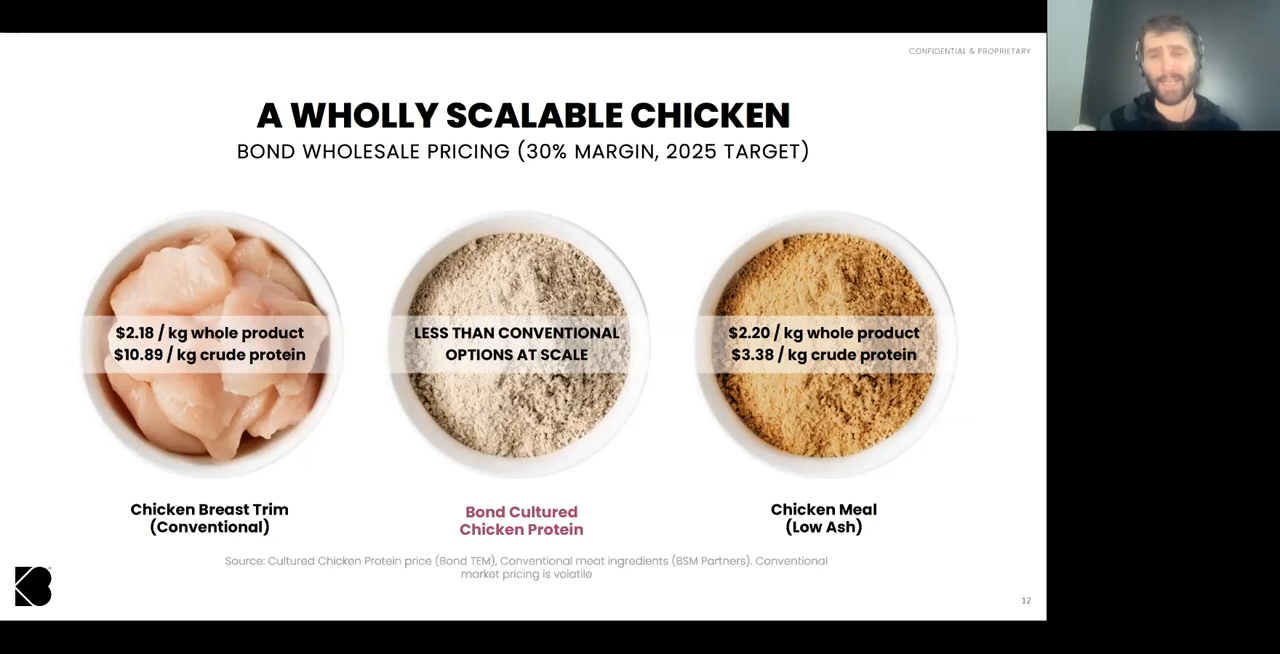 CONFIDENTIAL & PROPRIETARY
A WHOLLY SCALABLE CHICKEN
BOND WHOLESALE PRICING (30% MARGIN, 2025 TARGET)
$2.18 / kg whole product
$10.89 / kg crude protein
LESS THAN CONVENTIONAL
OPTIONS AT SCALE
$2.20 / kg whole product
$3.38 / kg crude protein
Chicken Breast Trim
(Conventional)
Bond Cultured
Chicken Protein
Chicken Meal
(Low Ash)
Source: Cultured Chicken Protein price (Bond TEM), Conventional meat ingredients (BSM Partners). Conventional
market pricing is volatile
12